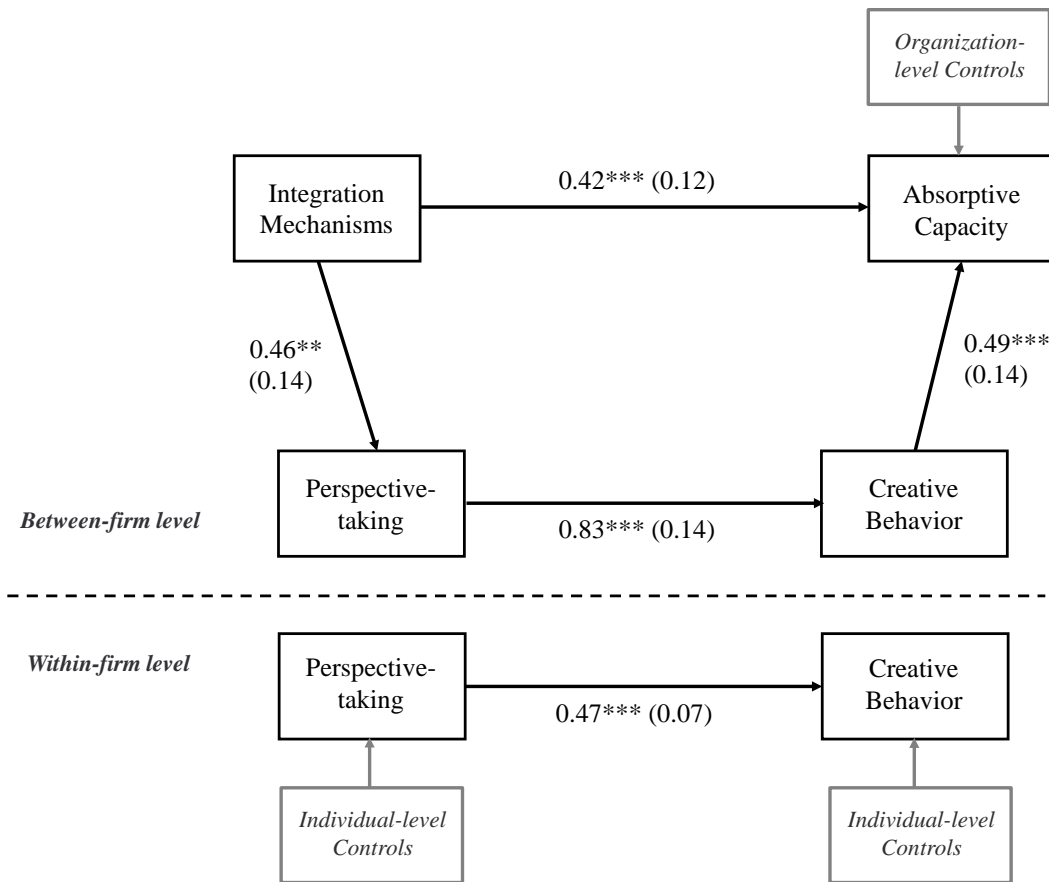 Organization-
level Controls
Integration
Mechanisms
0.42*** (0.12)
Absorptive
Capacity
0.46**
(0.14)
0.49***
(0.14)
Between-firm level
Perspective-
taking
0.83*** (0.14)
Creative
Behavior
Within-firm level
Perspective-
taking
0.47*** (0.07)
Creative
Behavior
Individual-level
Controls
Individual-level
Controls